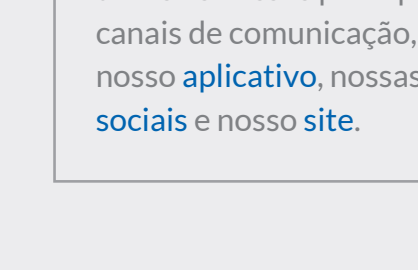 canais de comunicação,
nosso aplicativo, nossas
sociais e nosso site.